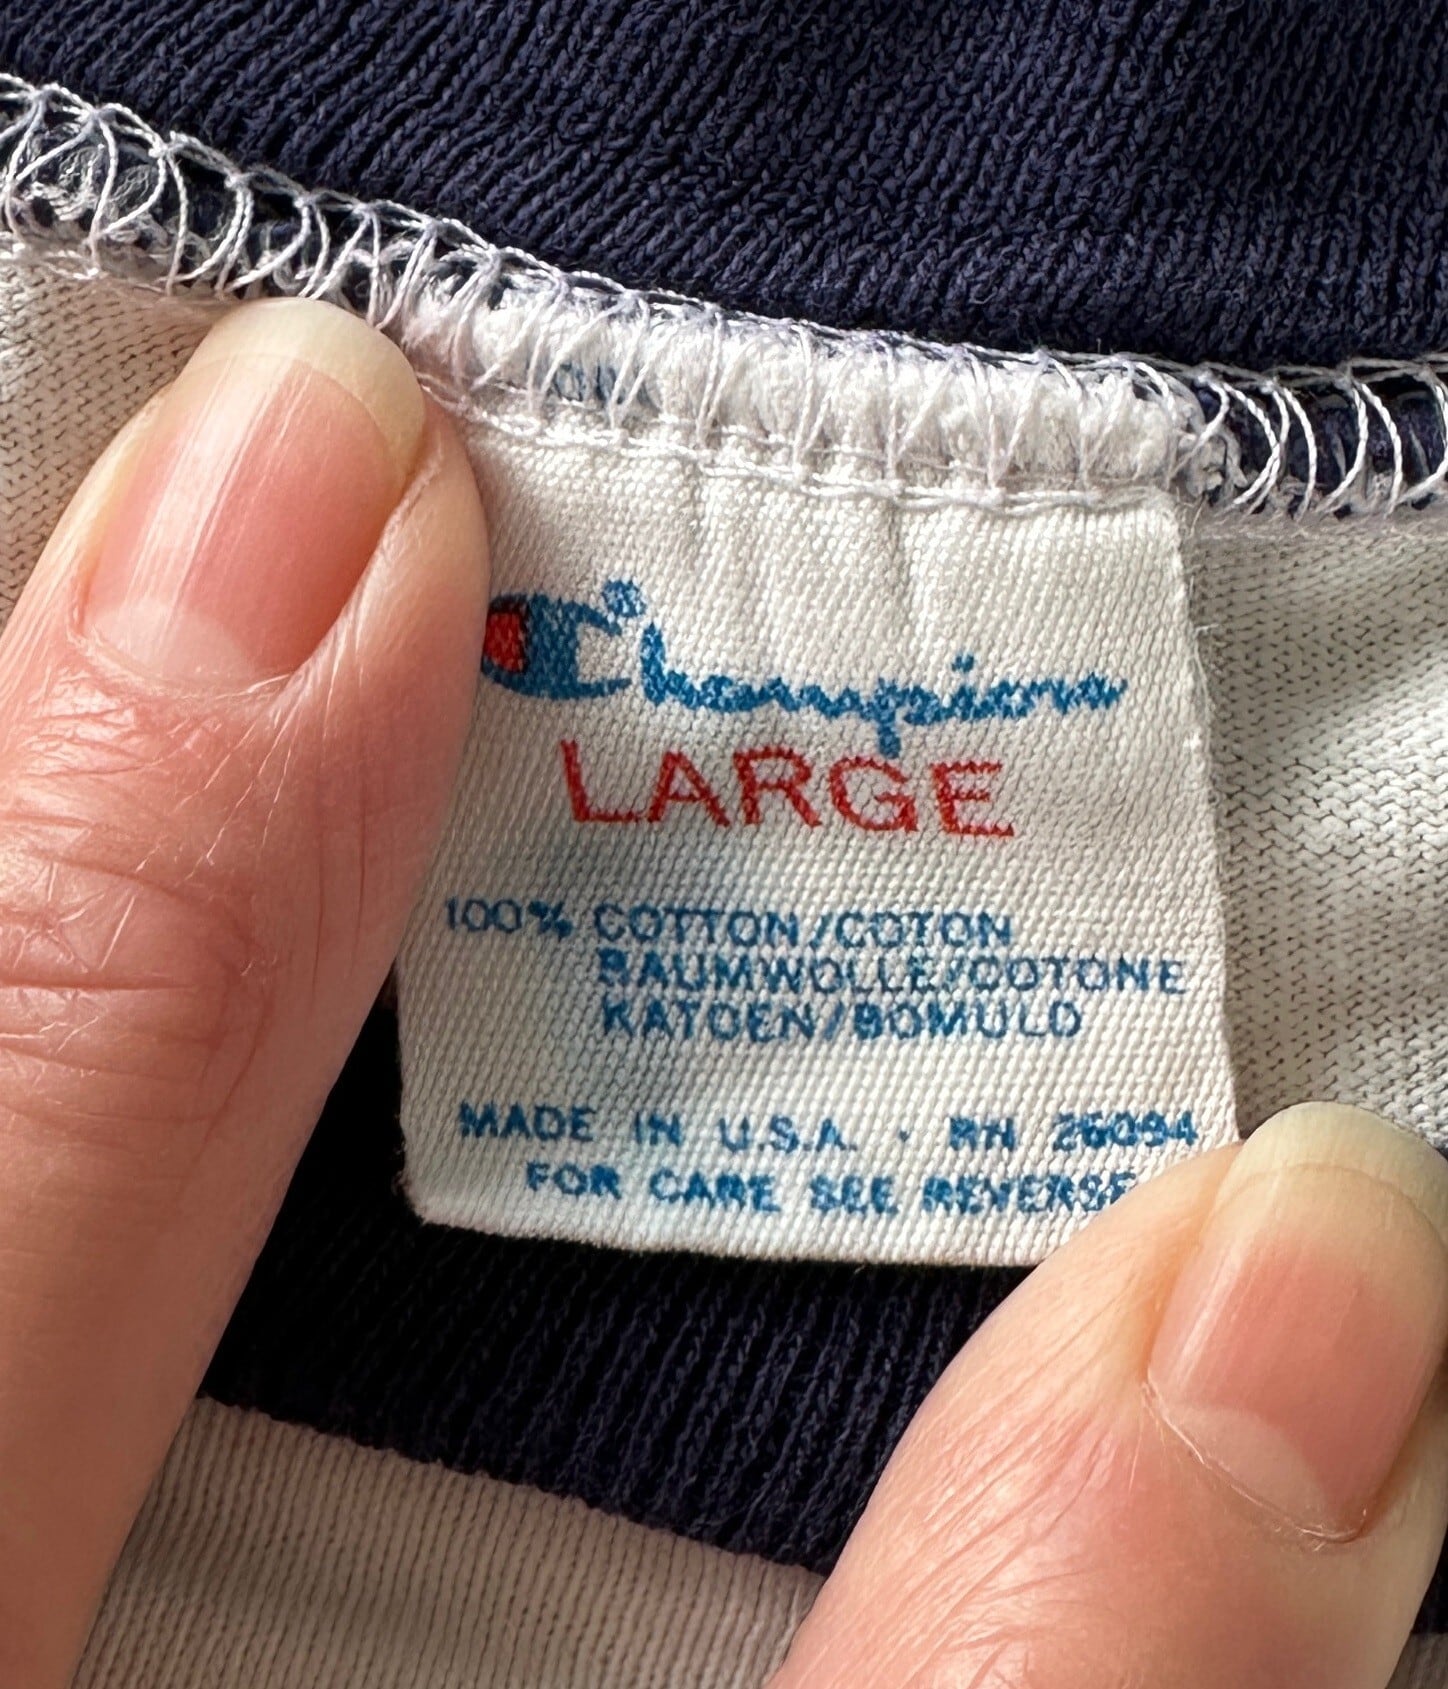 Champion
LARGE
100% COTTON/COTON
BAUMWOLLE/COTONE
KATOEN/BOMULD
MADE IN U.S.A. · RN 26094
FOR CARE SEE REVERSE